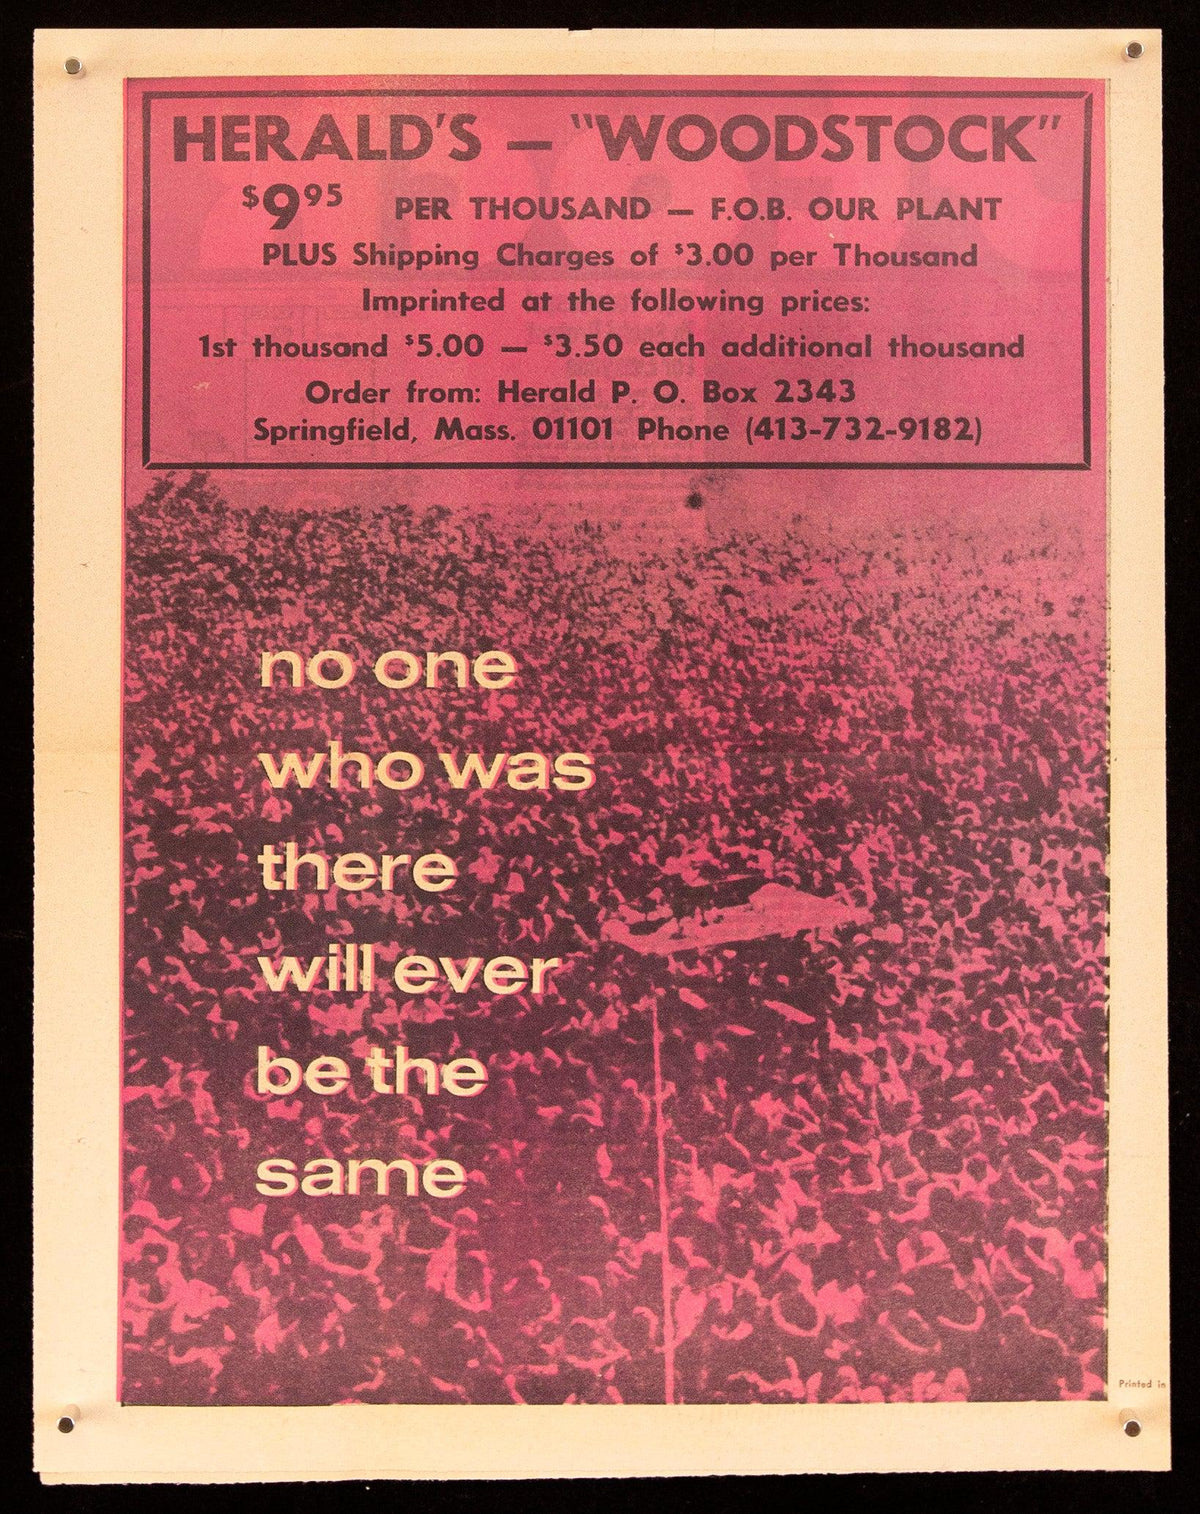 HERALD'S — "WOODSTOCK"
$9.95 PER THOUSAND — F.O.B. OUR PLANT
PLUS Shipping Charges of $3.00 per Thousand
Imprinted at the following prices:
1st thousand $5.00 — $3.50 each additional thousand
Order from: Herald P. O. Box 2343
Springfield, Mass. 01101 Phone (413-732-9182)
no one
who was
there
will ever
be the
same
Printed in